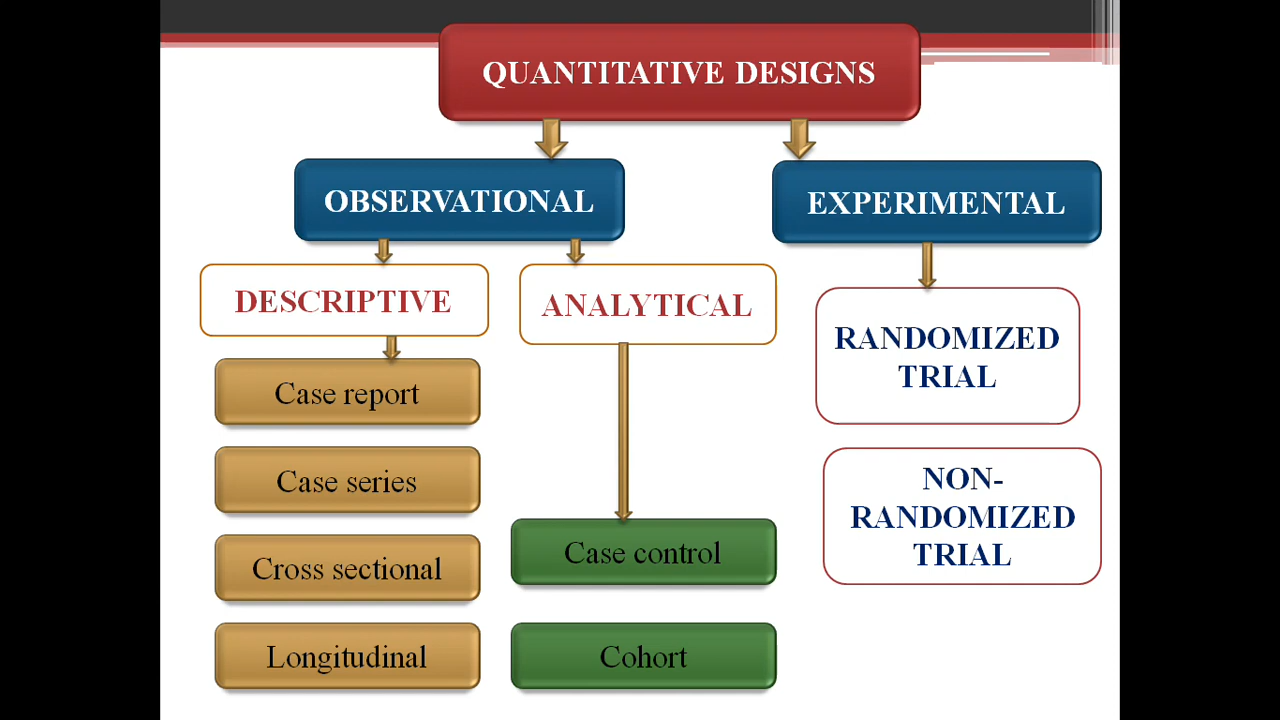 QUANTITATIVE DESIGNS
OBSERVATIONAL
EXPERIMENTAL
DESCRIPTIVE
ANALYTICAL
RANDOMIZED
TRIAL
Case report
Case series
Cross sectional
Longitudinal
Case control
Cohort
NON-
RANDOMIZED
TRIAL